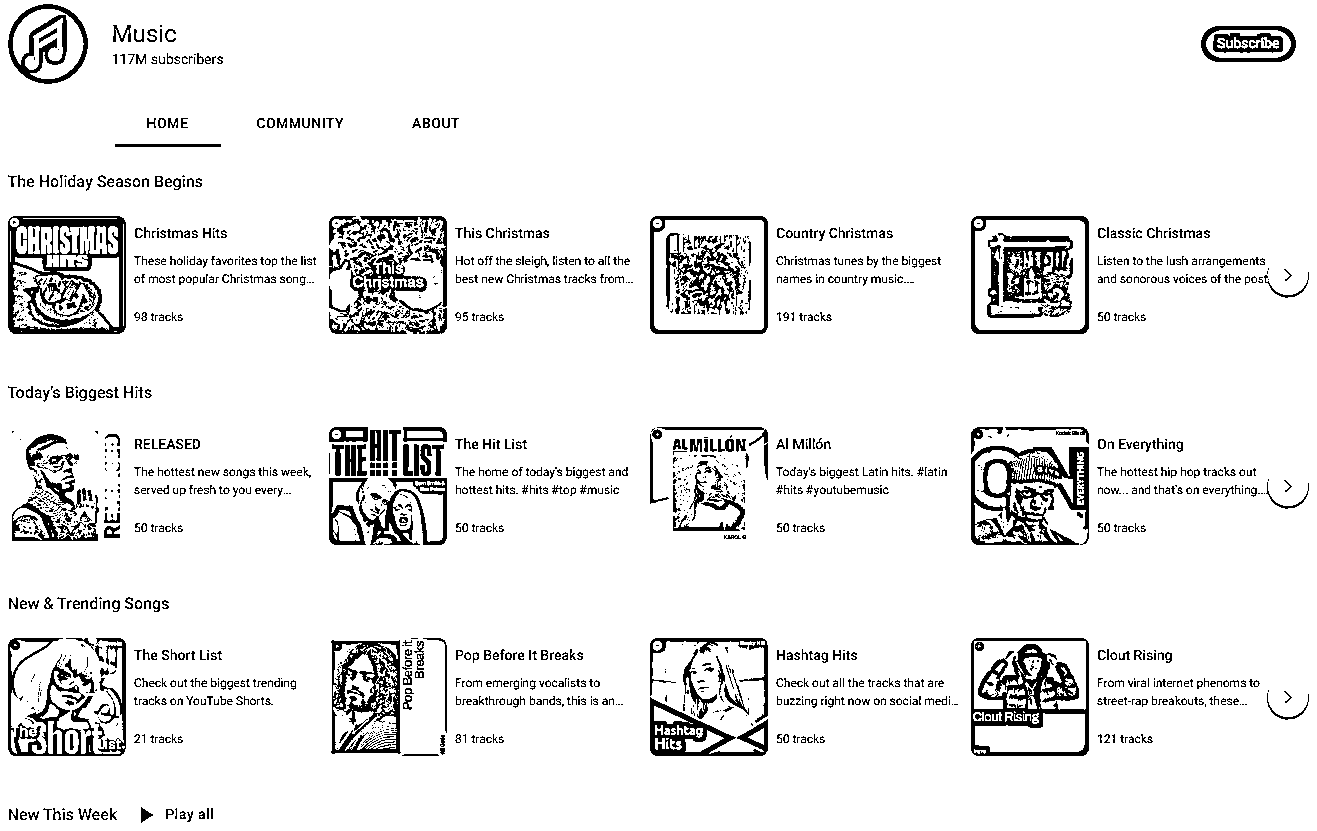 Music
117M subscribers
Subscribe
HOME
COMMUNITY
ABOUT
The Holiday Season Begins
CHRISTMAS
HITS
Christmas Hits
These holiday favorites top the list
of most popular Christmas song...
98 tracks
This
Christmas
This Christmas
Hot off the sleigh, listen to all the
best new Christmas tracks from...
95 tracks
Country Christmas
Christmas tunes by the biggest
names in country music....
191 tracks
Classic Christmas
Listen to the lush arrangements
and sonorous voices of the past
50 tracks
Today's Biggest Hits
RELEASED
The hottest new songs this week,
served up fresh to you every...
50 tracks
THE HIT LIST
The Hit List
The home of today's biggest and
hottest hits. #hits #top #music
50 tracks
AL MILLÓN
KAROL G
Al Millón
Today's biggest Latin hits. #latin
#hits #youtubemusic
50 tracks
Kodak Black
ON
EVERYTHING
On Everything
The hottest hip hop tracks out
now... and that's on everything....
50 tracks
New & Trending Songs
The Short List
The Short List
Check out the biggest trending
tracks on YouTube Shorts.
21 tracks
Pop Before It
Breaks
Pop Before It Breaks
From emerging vocalists to
breakthrough bands, this is an...
81 tracks
Hashtag
Hits
Hashtag Hits
Check out all the tracks that are
buzzing right now on social medi...
50 tracks
Clout Rising
Clout Rising
From viral internet phenoms to
street-rap breakouts, these...
121 tracks
New This Week
Play all